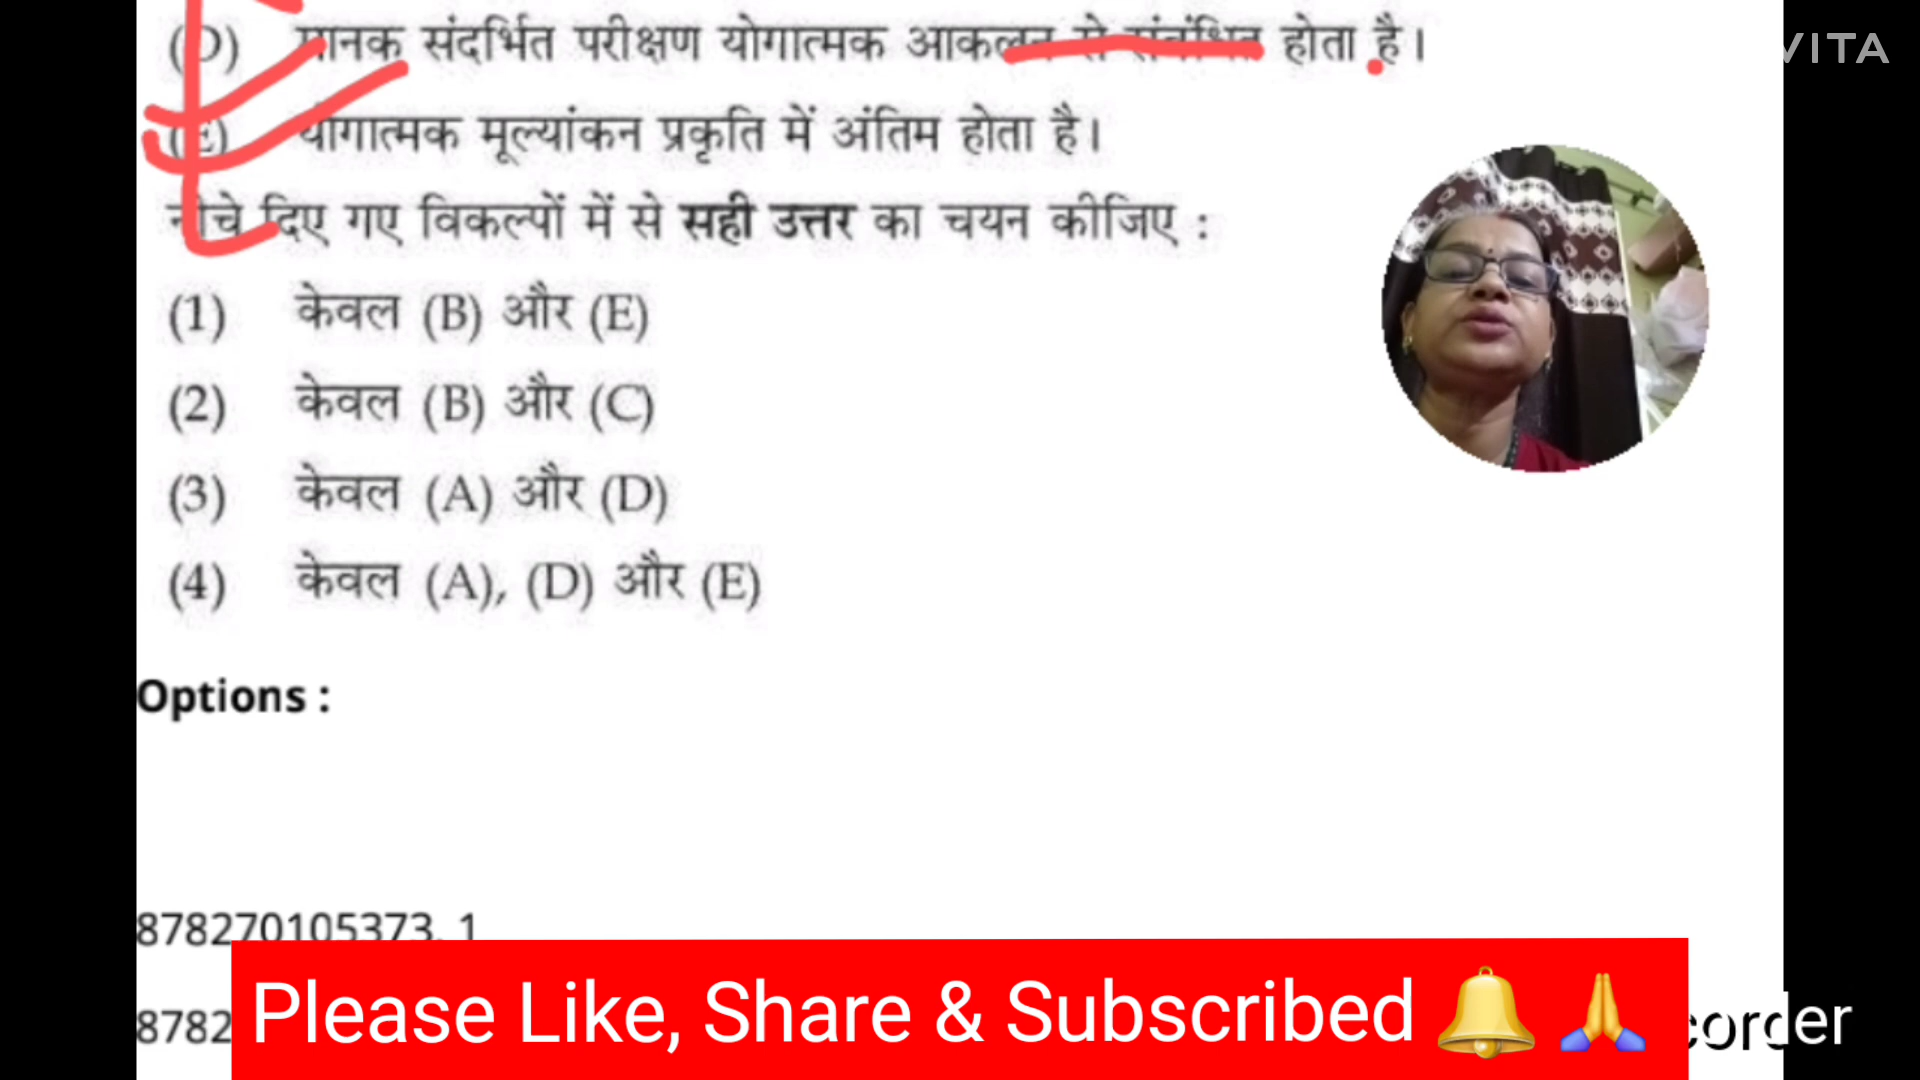 (D) मानक संदर्भित परीक्षण योगात्मक आकलन से संबंधित होता है।
(E) योगात्मक मूल्यांकन प्रकृति में अंतिम होता है।
नीचे दिए गए विकल्पों में से सही उत्तर का चयन कीजिए :
(1) केवल (B) और (E)
(2) केवल (B) और (C)
(3) केवल (A) और (D)
(4) केवल (A), (D) और (E)
Options :
878270105373. 1
8782
Please Like, Share & Subscribed 🔔 🙏
corder
VITA